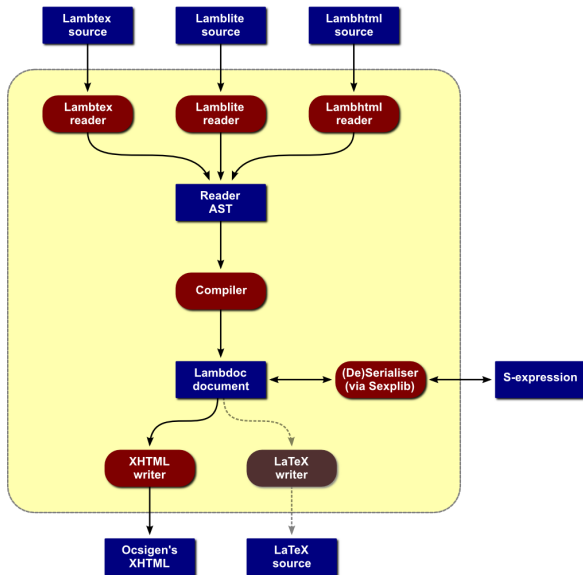 Lambtex
source
Lamblite
source
Lambhtml
source
Lambtex
reader
Lamblite
reader
Lambhtml
reader
Reader
AST
Compiler
Lambdoc
document
(De)Serialiser
(via Sexplib)
S-expression
XHTML
writer
LaTeX
writer
Ocsigen's
XHTML
LaTeX
source